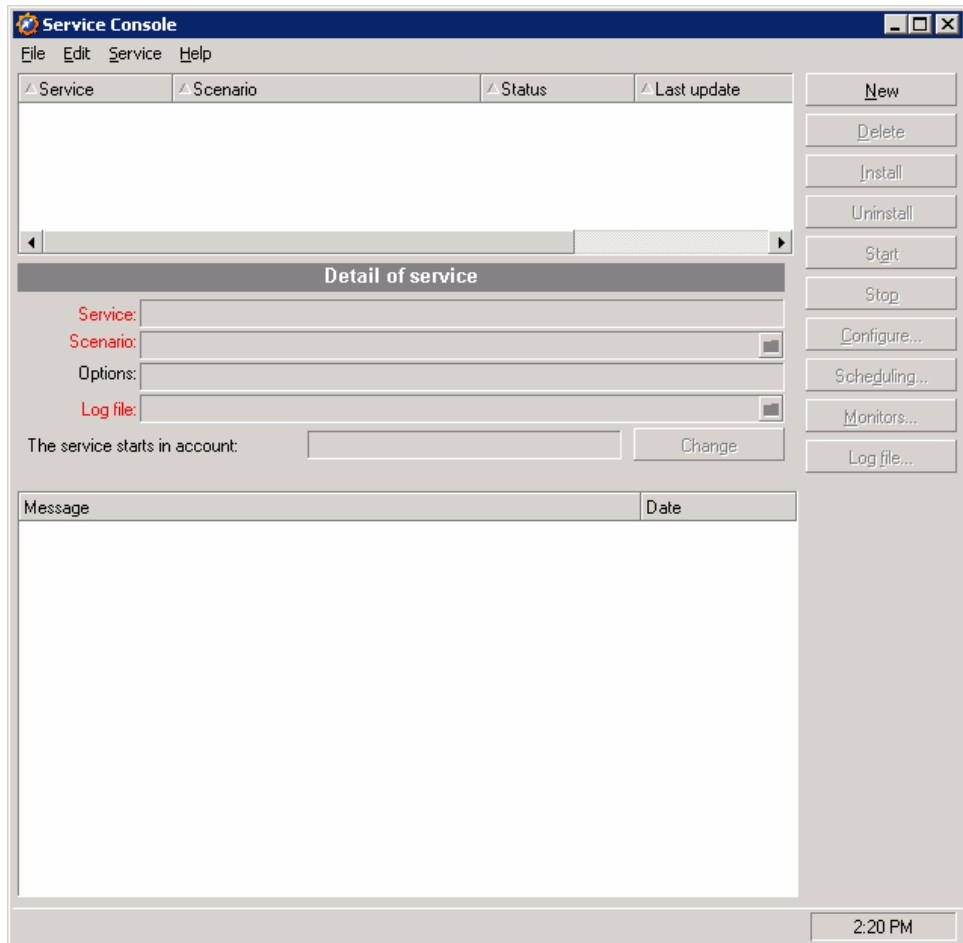 Service Console
File Edit Service Help
Service Scenario Status Last update
New
Delete
Install
Uninstall
Start
Stop
Configure...
Scheduling...
Monitors...
Log file...
Detail of service
Service:
Scenario:
Options:
Log file:
The service starts in account: Change
Message Date
2:20 PM